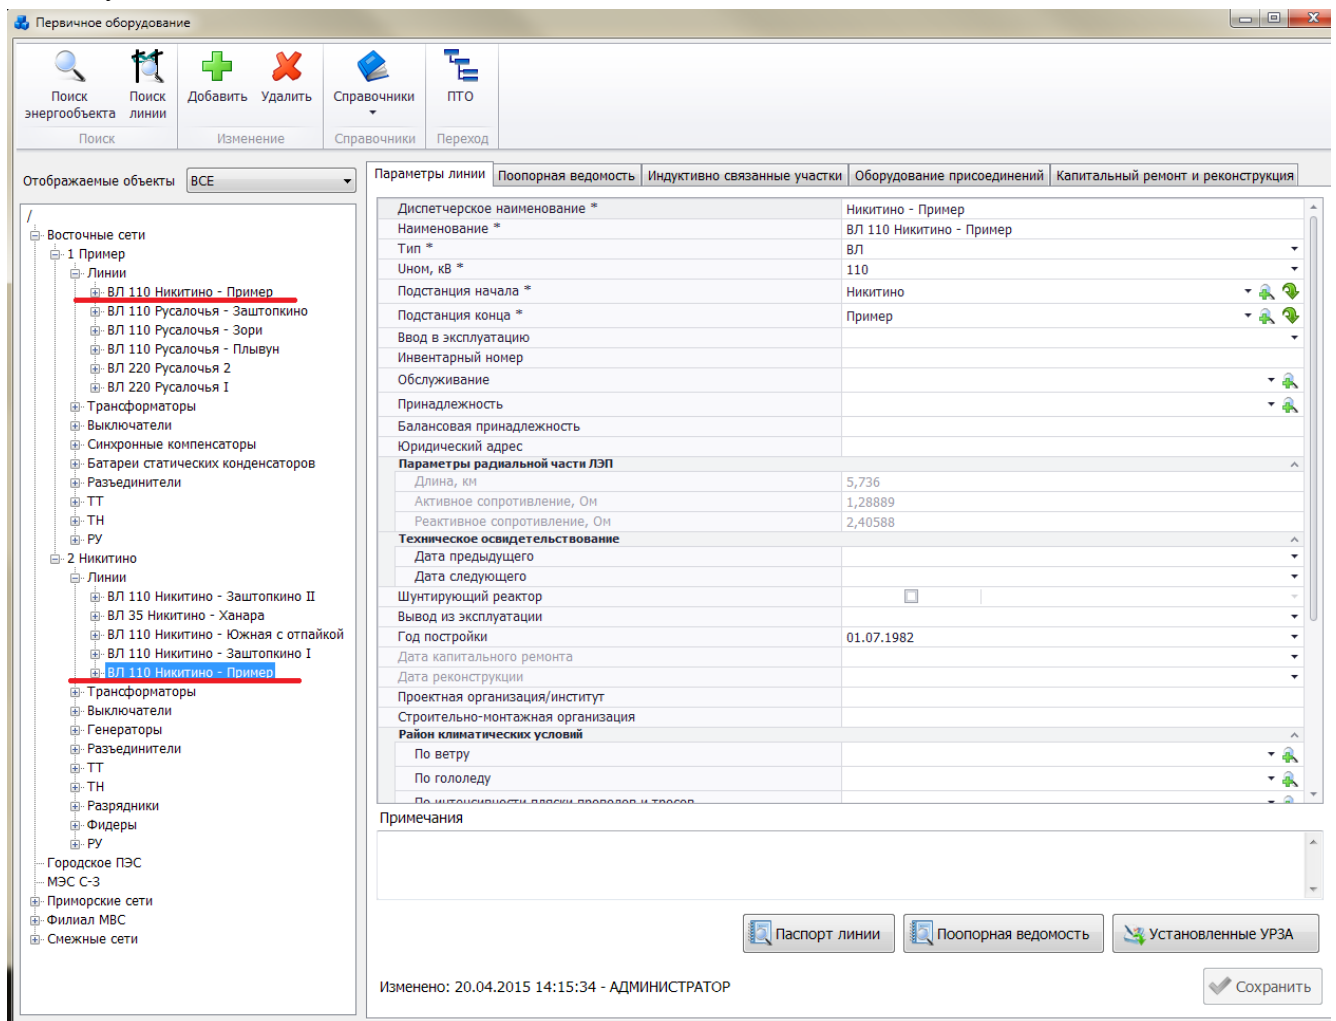 Первичное оборудование
Поиск энергообъекта
Поиск линии
Добавить
Удалить
Справочники
ПТО
Поиск
Изменение
Справочники
Переход
Отображаемые объекты ВСЕ
/
Восточные сети
1 Пример
Линии
ВЛ 110 Никитино - Пример
ВЛ 110 Русалочья - Заштопкино
ВЛ 110 Русалочья - Зори
ВЛ 110 Русалочья - Плывун
ВЛ 220 Русалочья 2
ВЛ 220 Русалочья I
Трансформаторы
Выключатели
Синхронные компенсаторы
Батареи статических конденсаторов
Разъединители
ТТ
ТН
РУ
2 Никитино
Линии
ВЛ 110 Никитино - Заштопкино II
ВЛ 35 Никитино - Ханара
ВЛ 110 Никитино - Южная с отпайкой
ВЛ 110 Никитино - Заштопкино I
ВЛ 110 Никитино - Пример
Трансформаторы
Выключатели
Генераторы
Разъединители
ТТ
ТН
Разрядники
Фидеры
РУ
Городское ПЭС
МЭС С-З
Приморские сети
Филиал МВС
Смежные сети
Параметры линии Поопорная ведомость Индуктивно связанные участки Оборудование присоединений Капитальный ремонт и реконструкция
Диспетчерское наименование * Никитино - Пример
Наименование * ВЛ 110 Никитино - Пример
Тип * ВЛ
Uном, кВ * 110
Подстанция начала * Никитино
Подстанция конца * Пример
Ввод в эксплуатацию
Инвентарный номер
Обслуживание
Принадлежность
Балансовая принадлежность
Юридический адрес
Параметры радиальной части ЛЭП
Длина, км 5,736
Активное сопротивление, Ом 1,28889
Реактивное сопротивление, Ом 2,40588
Техническое освидетельствование
Дата предыдущего
Дата следующего
Шунтирующий реактор
Вывод из эксплуатации
Год постройки 01.07.1982
Дата капитального ремонта
Дата реконструкции
Проектная организация/институт
Строительно-монтажная организация
Район климатических условий
По ветру
По гололеду
По интенсивности пляски проводов и тросов
Примечания
Паспорт линии
Поопорная ведомость
Установленные УРЗА
Изменено: 20.04.2015 14:15:34 - АДМИНИСТРАТОР
Сохранить